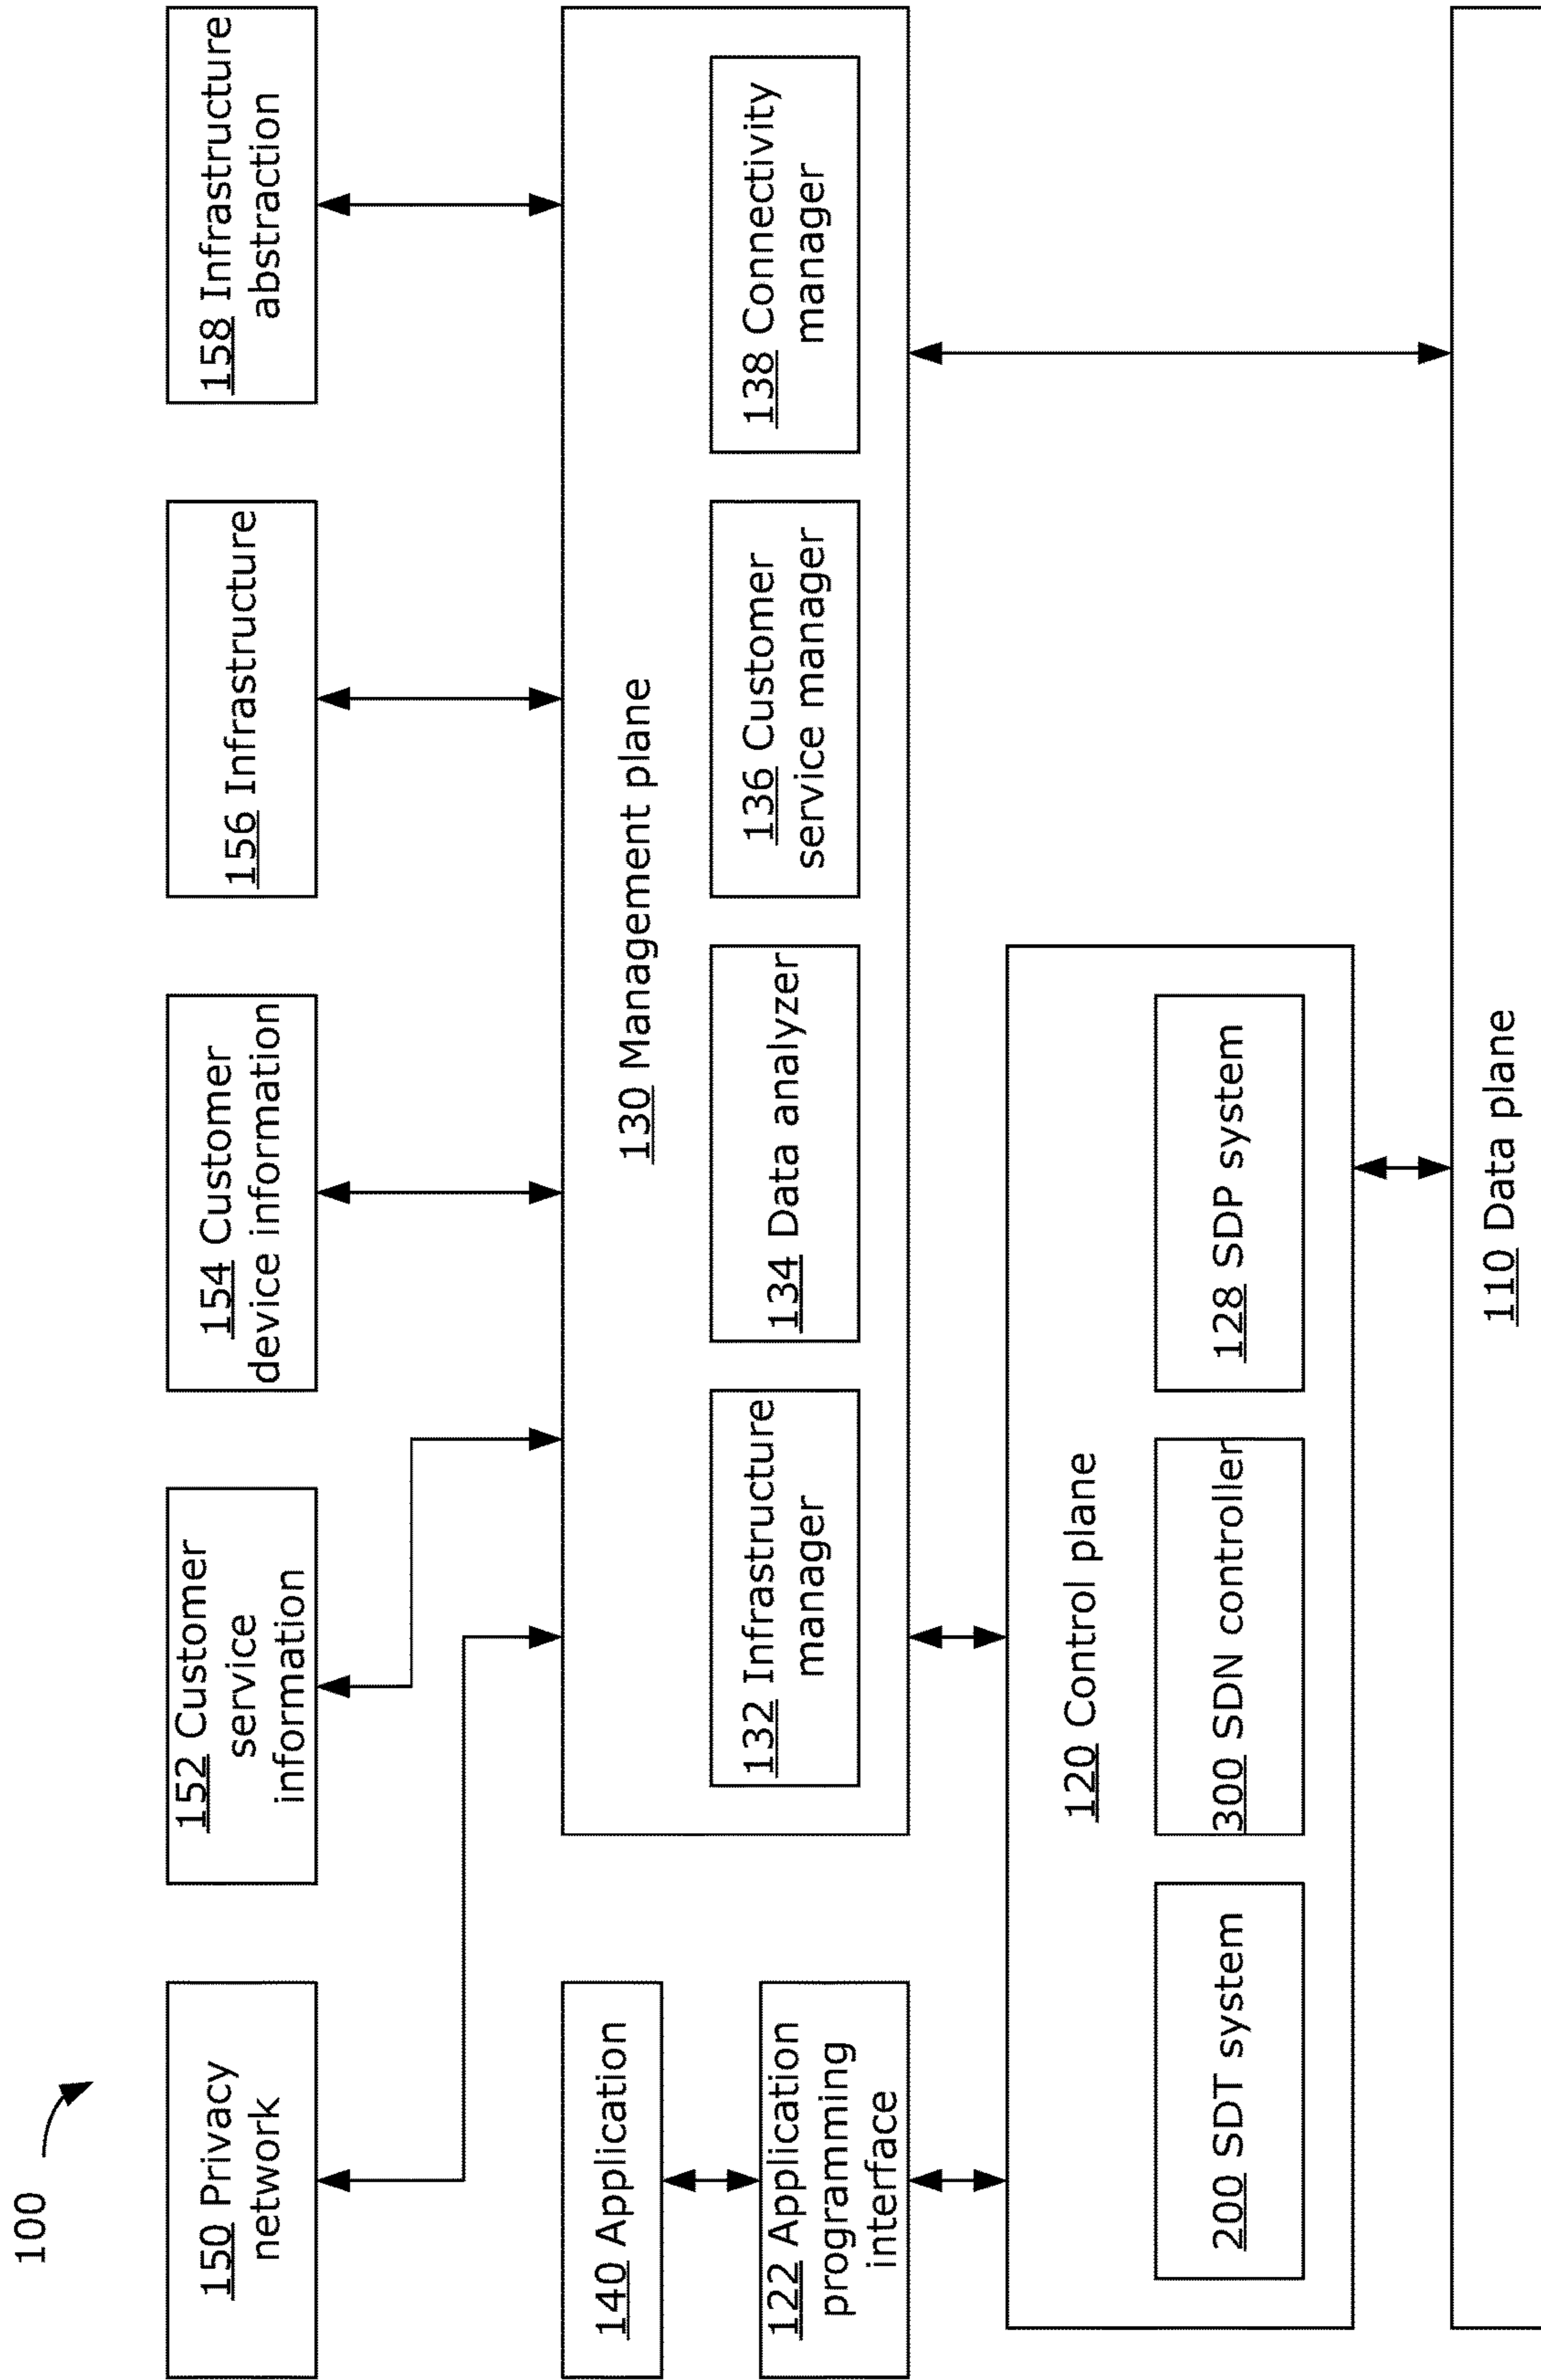 100
150 Privacy
network
152 Customer
service
information
154 Customer
device information
156 Infrastructure
158 Infrastructure
abstraction
140 Application
122 Application
programming
interface
130 Management plane
132 Infrastructure
manager
134 Data analyzer
136 Customer
service manager
138 Connectivity
manager
120 Control plane
200 SDT system
300 SDN controller
128 SDP system
110 Data plane